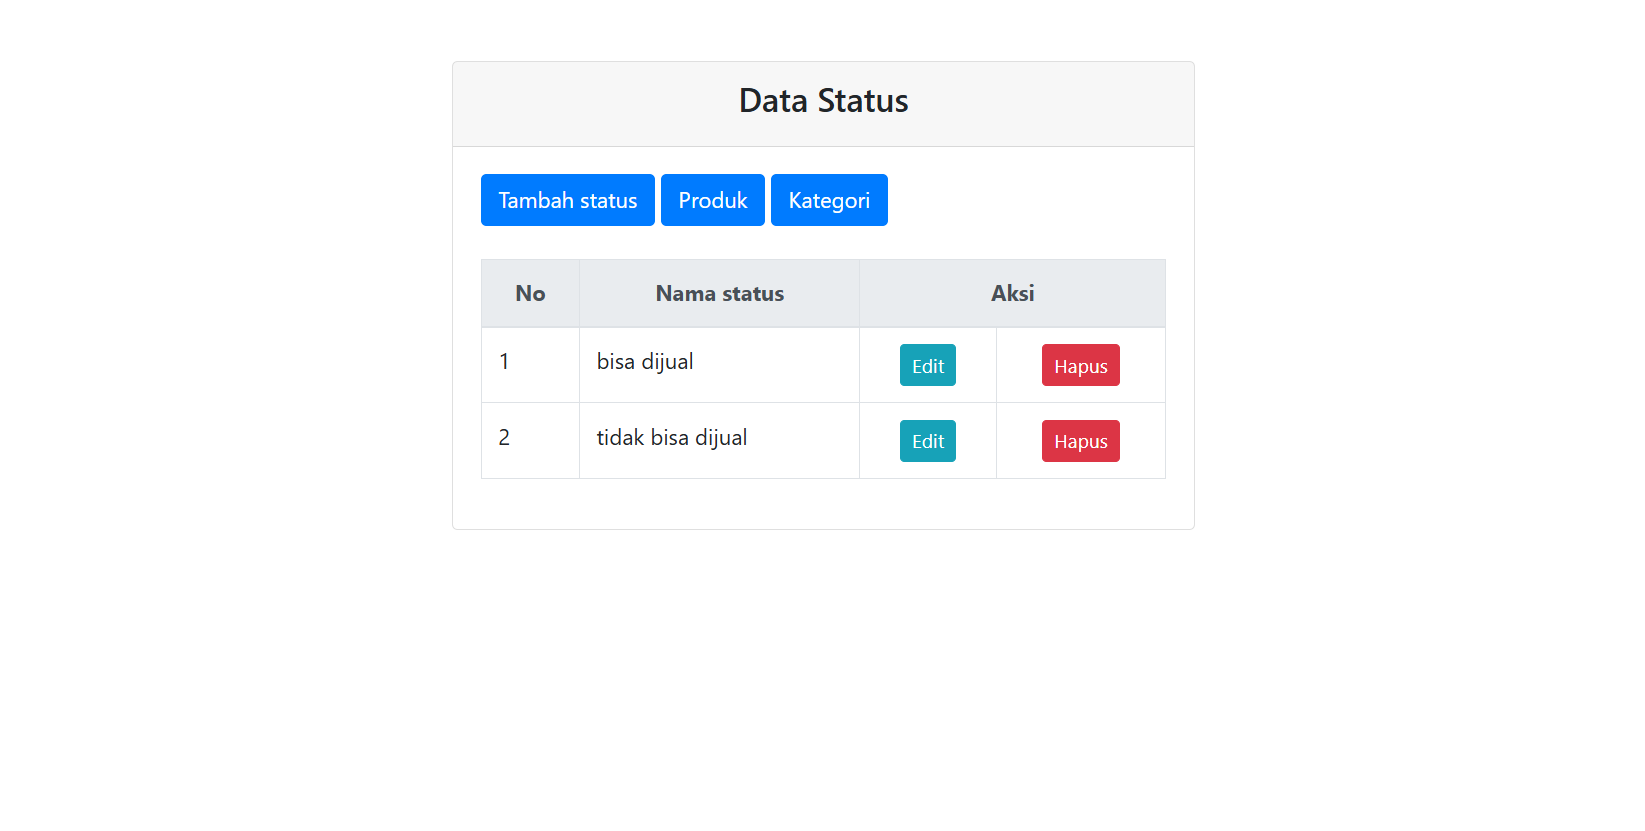 Data Status
Tambah status Produk Kategori
No Nama status Aksi
1 bisa dijual Edit Hapus
2 tidak bisa dijual Edit Hapus